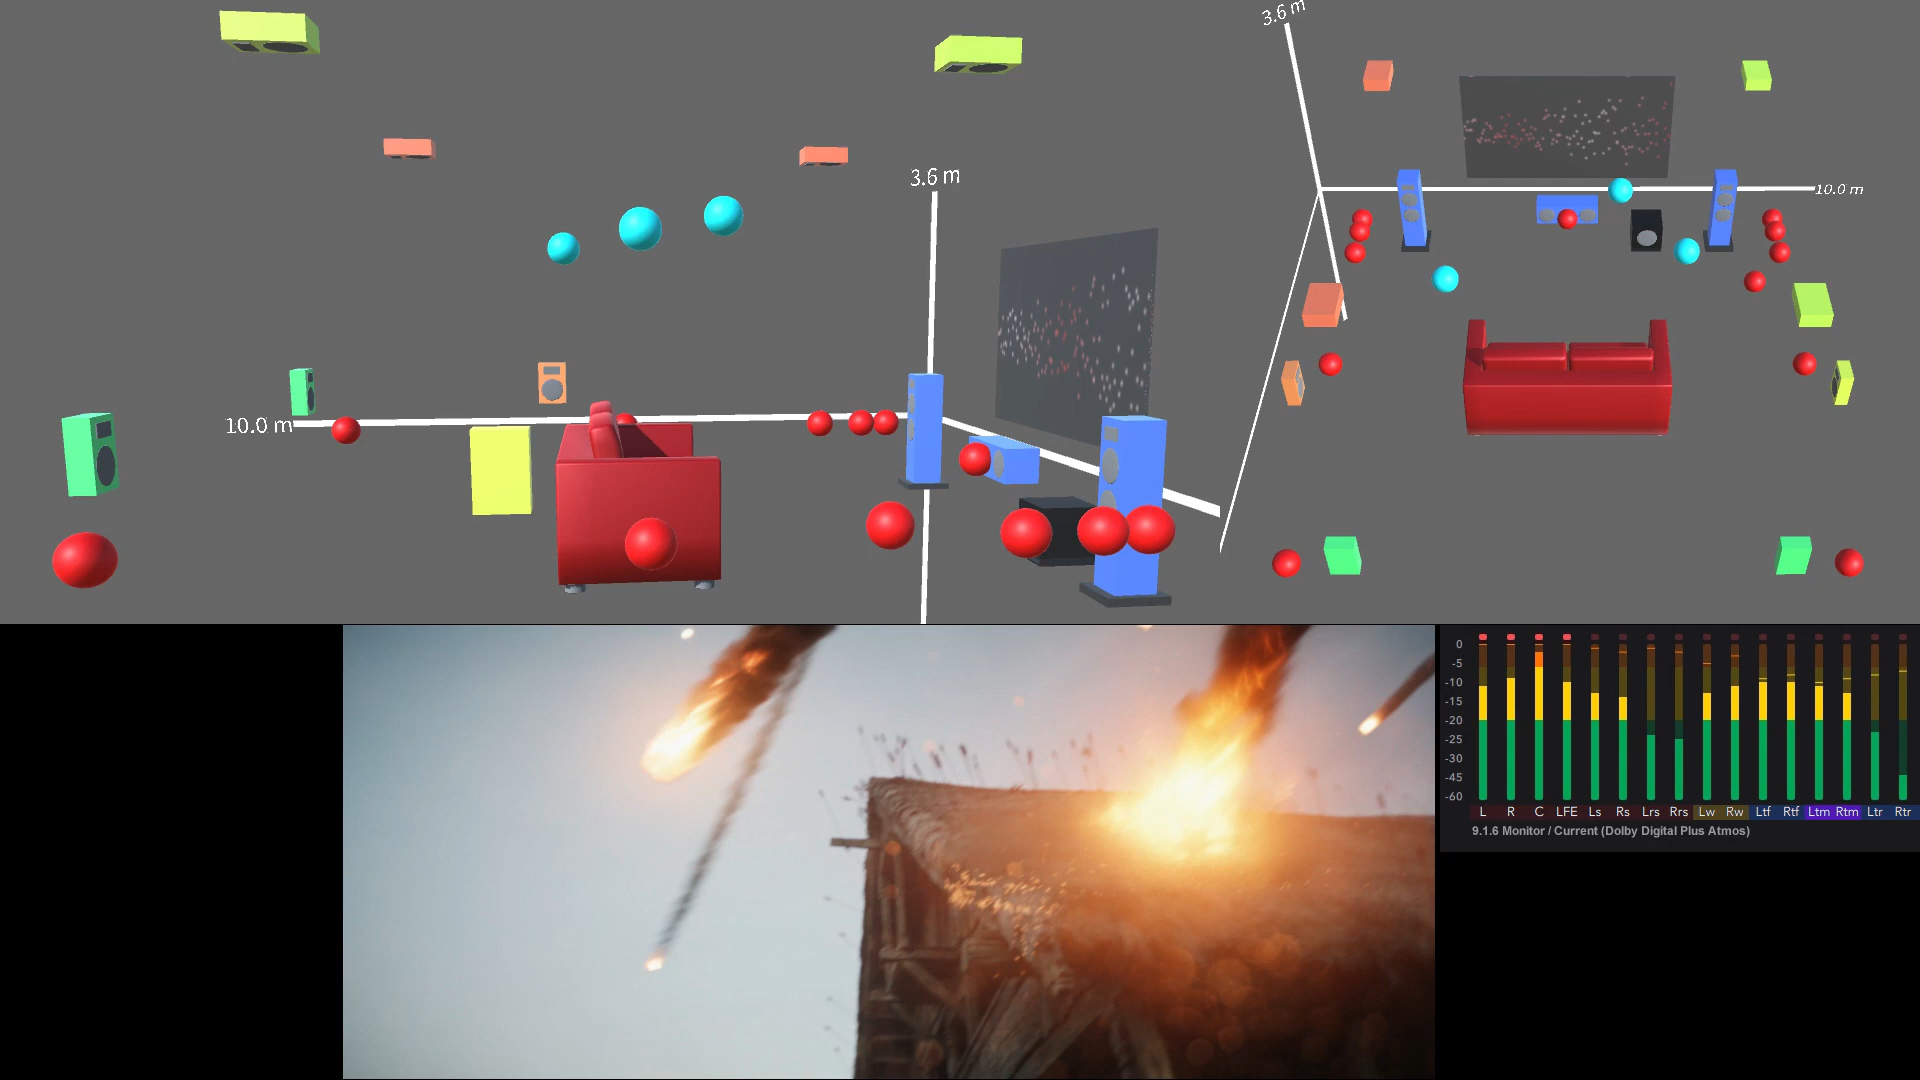 3.6 m
3.6 m
10.0 m
10.0 m
0
-5
-10
-15
-20
-25
-30
-45
-60
L R C LFE Ls Rs Lrs Rrs Lw Rw Ltf Rtf Ltm Rtm Ltr Rtr
9.1.6 Monitor / Current (Dolby Digital Plus Atmos)